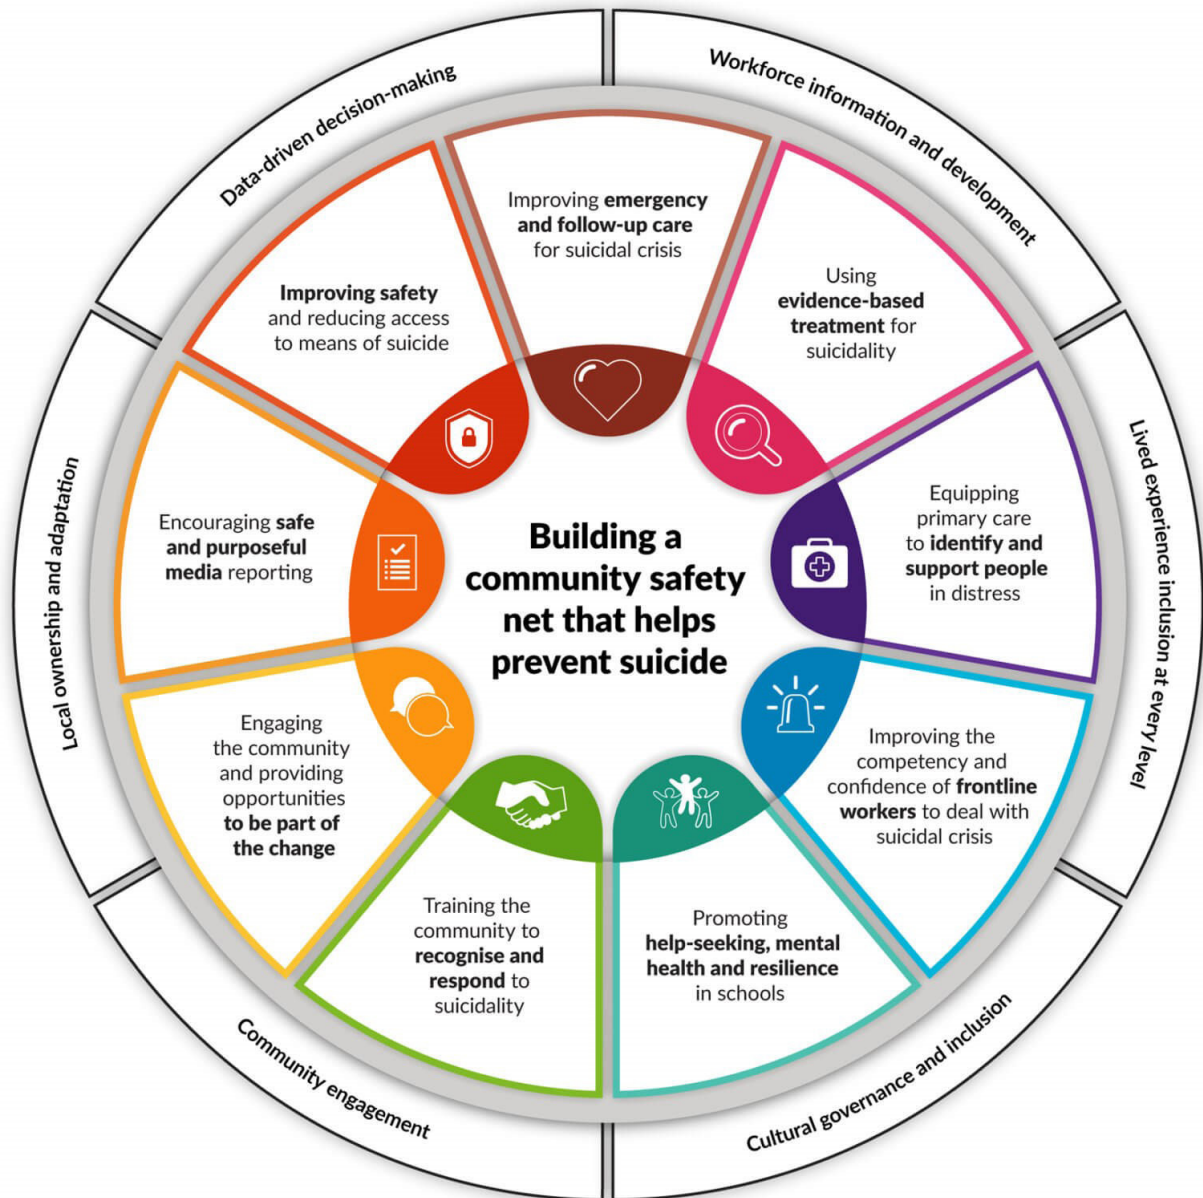 Data-driven decision-making
Workforce information and development
Lived experience inclusion at every level
Cultural governance and inclusion
Community engagement
Local ownership and adaptation
Improving emergency
and follow-up care
for suicidal crisis
Using
evidence-based
treatment for
suicidality
Equipping
primary care
to identify and
support people
in distress
Improving the
competency and
confidence of frontline
workers to deal with
suicidal crisis
Promoting
help-seeking, mental
health and resilience
in schools
Training the
community to
recognise and
respond to
suicidality
Engaging
the community
and providing
opportunities
to be part of
the change
Encouraging safe
and purposeful
media reporting
Improving safety
and reducing access
to means of suicide
Building a
community safety
net that helps
prevent suicide